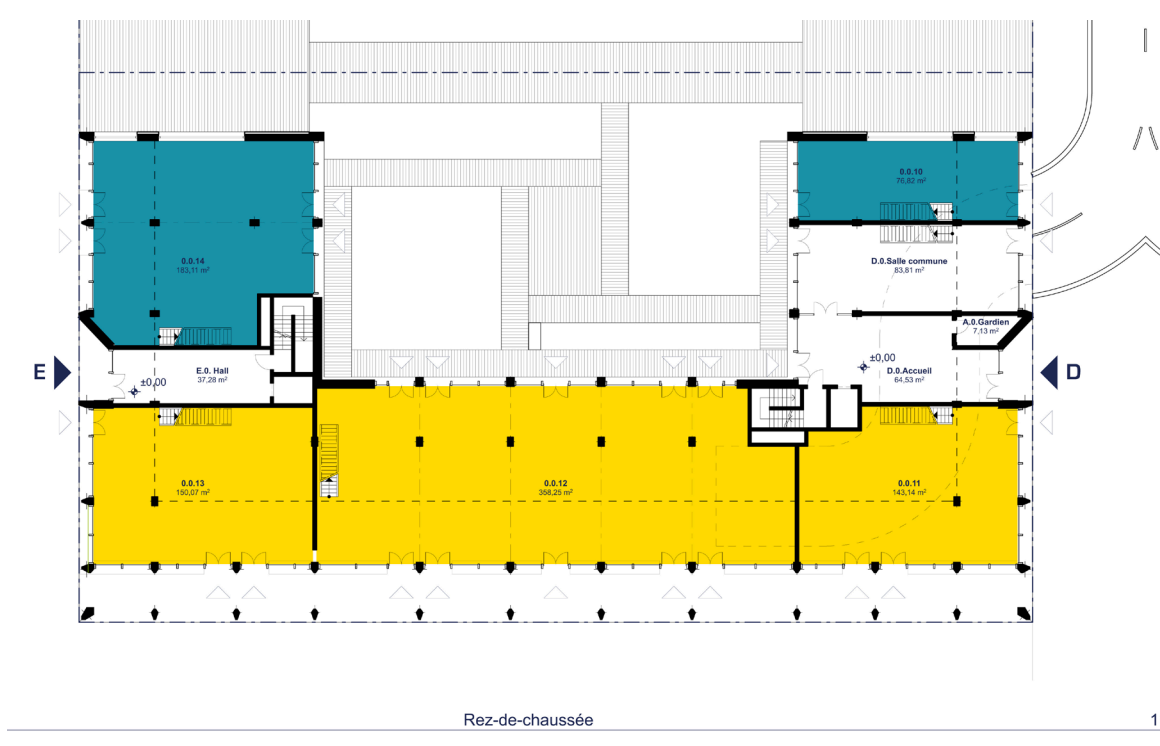 0.0.10
70,82 m²
0.0.14
183,11 m²
D.0.Salle commune
83,81 m²
A.0.Gardien
7,13 m²
E
E.0. Hall
37,28 m²
±0,00
±0,00
D.0.Accueil
64,53 m²
D
0.0.13
150,07 m²
0.0.12
358,25 m²
0.0.11
143,14 m²
Rez-de-chaussée
1